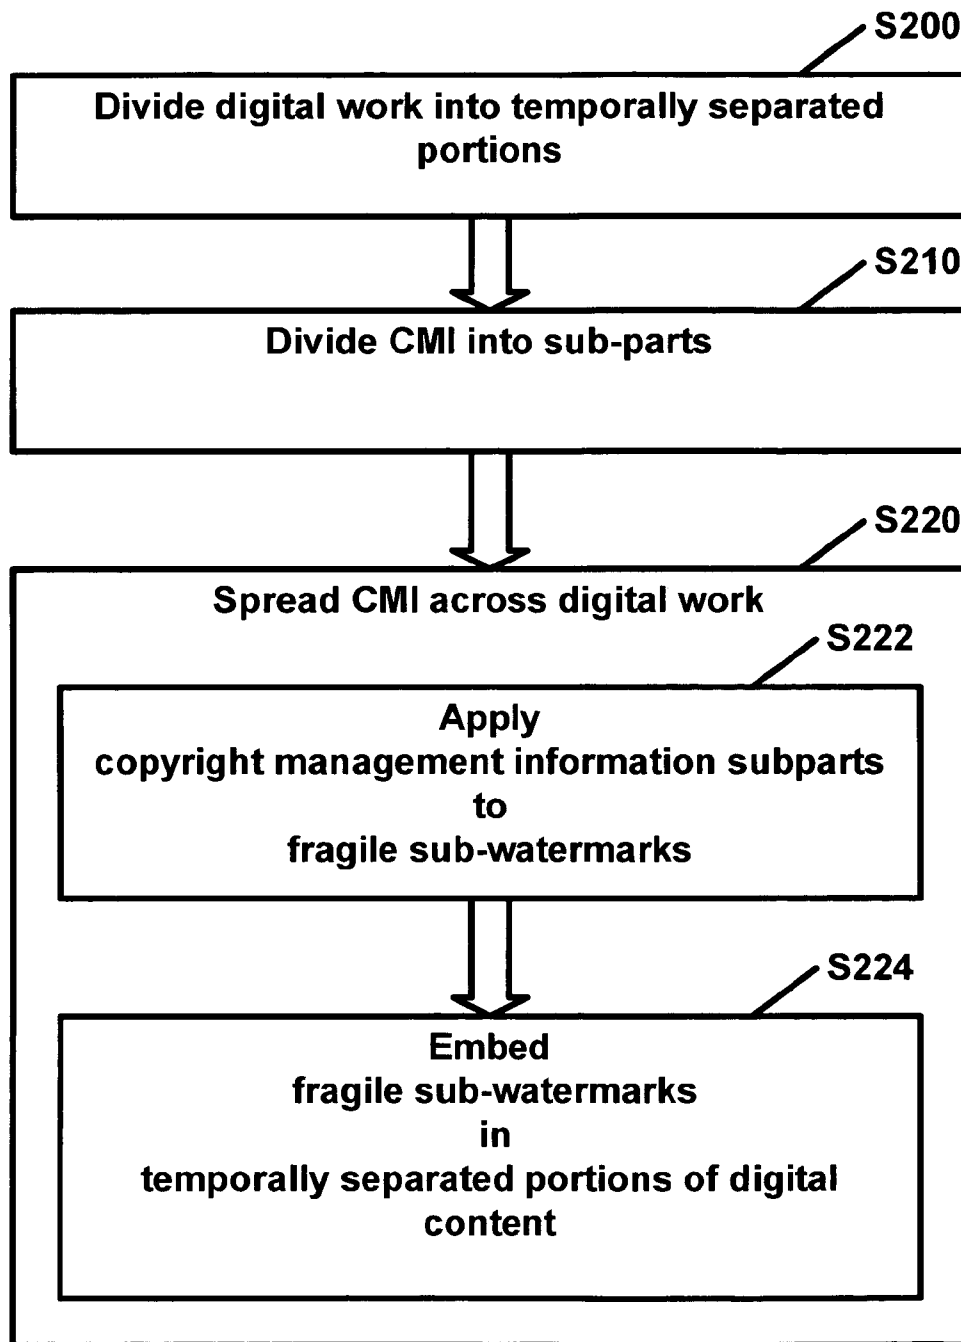 S200
Divide digital work into temporally separated
portions
S210
Divide CMI into sub-parts
S220
Spread CMI across digital work
S222
Apply
copyright management information subparts
to
fragile sub-watermarks
S224
Embed
fragile sub-watermarks
in
temporally separated portions of digital
content